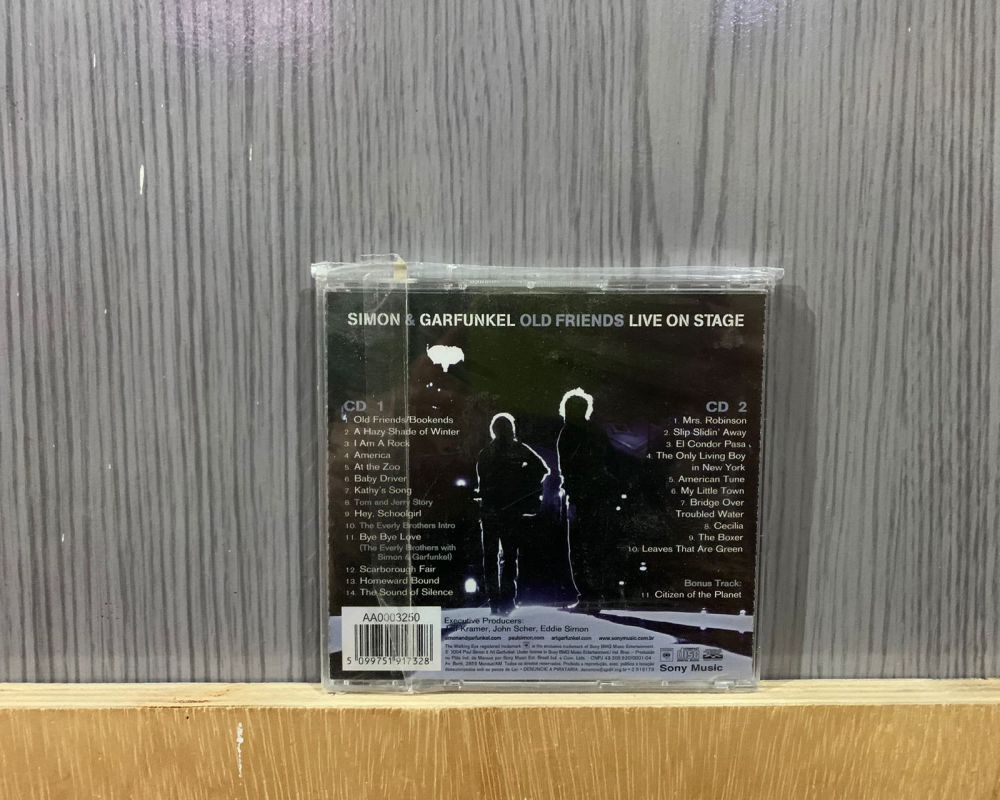 SIMON & GARFUNKEL OLD FRIENDS LIVE ON STAGE
CD 1
1. Old Friends/Bookends
2. A Hazy Shade of Winter
3 I Am A Rock
4 America
5. At the Zoo
6 Baby Driver
7. Kathy's Song
8. Tom and Jerry Story
9 Hey, Schoolgirl
10. The Everly Brothers Intro
11. Bye Bye Love
(The Everly Brothers with
Simon & Garfunkel)
12. Scarborough Fair
13. Homeward Bound
14. The Sound of Silence
CD 2
1. Mrs. Robinson
2. Slip Slidin' Away
3. El Condor Pasa
4. The Only Living Boy
in New York
5. American Tune
6. My Little Town
7. Bridge Over
Troubled Water
8. Cecilia
9. The Boxer
10. Leaves That Are Green
Bonus Track:
11. Citizen of the Planet
AA0003250
5 099751 917328
Executive Producers:
Kramer, John Scher, Eddie Simon
simonandgarfunkel.com paulsimon.com artgarfunkel.com www.sonymusic.com.br
Sony Music